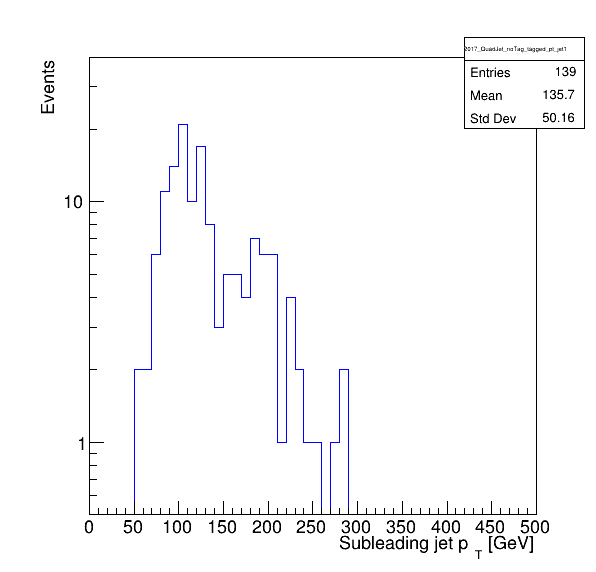 2017_QuadJet_noTag_tagged_pt_jet1
Entries 139
Mean 135.7
Std Dev 50.16
Events
10
1
0 50 100 150 200 250 300 350 400 450 500
Subleading jet p T [GeV]